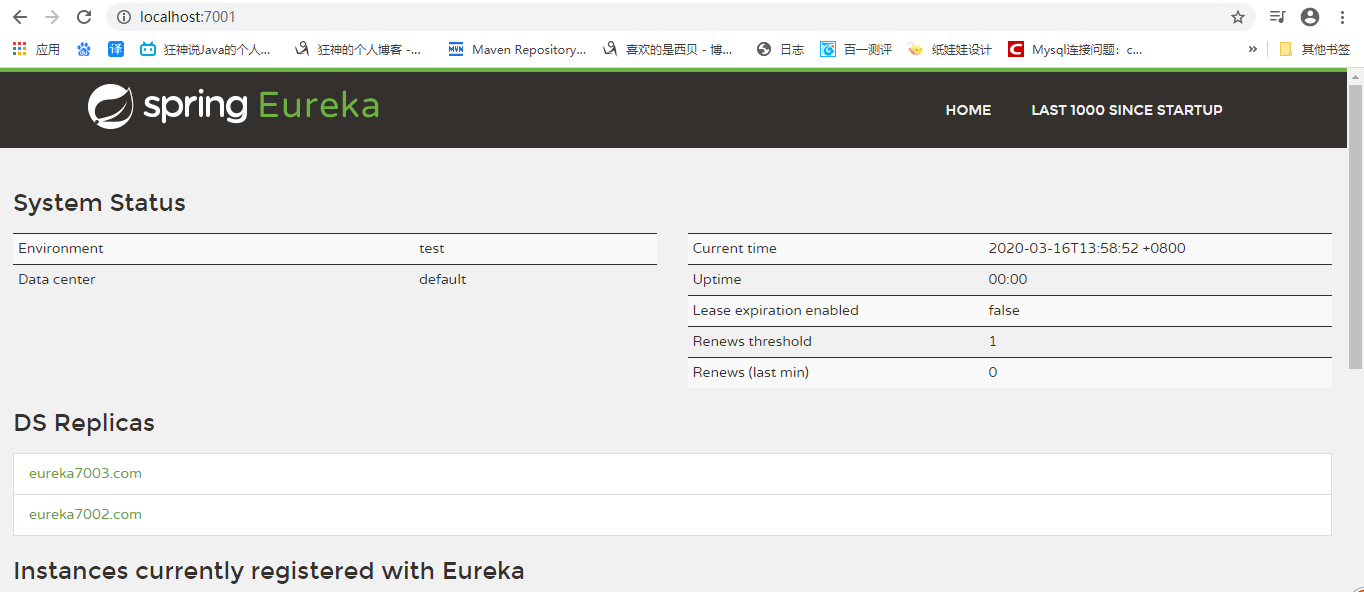 localhost:7001
应用 译 狂神说Java的个人... 狂神的个人博客 -... MVN Maven Repository... 喜欢的是西贝 - 博... 日志 百一测评 纸娃娃设计 C Mysql连接问题：c... » 其他书签
spring Eureka HOME LAST 1000 SINCE STARTUP
System Status
Environment test Current time 2020-03-16T13:58:52 +0800
Data center default Uptime 00:00
Lease expiration enabled false
Renews threshold 1
Renews (last min) 0
DS Replicas
eureka7003.com
eureka7002.com
Instances currently registered with Eureka